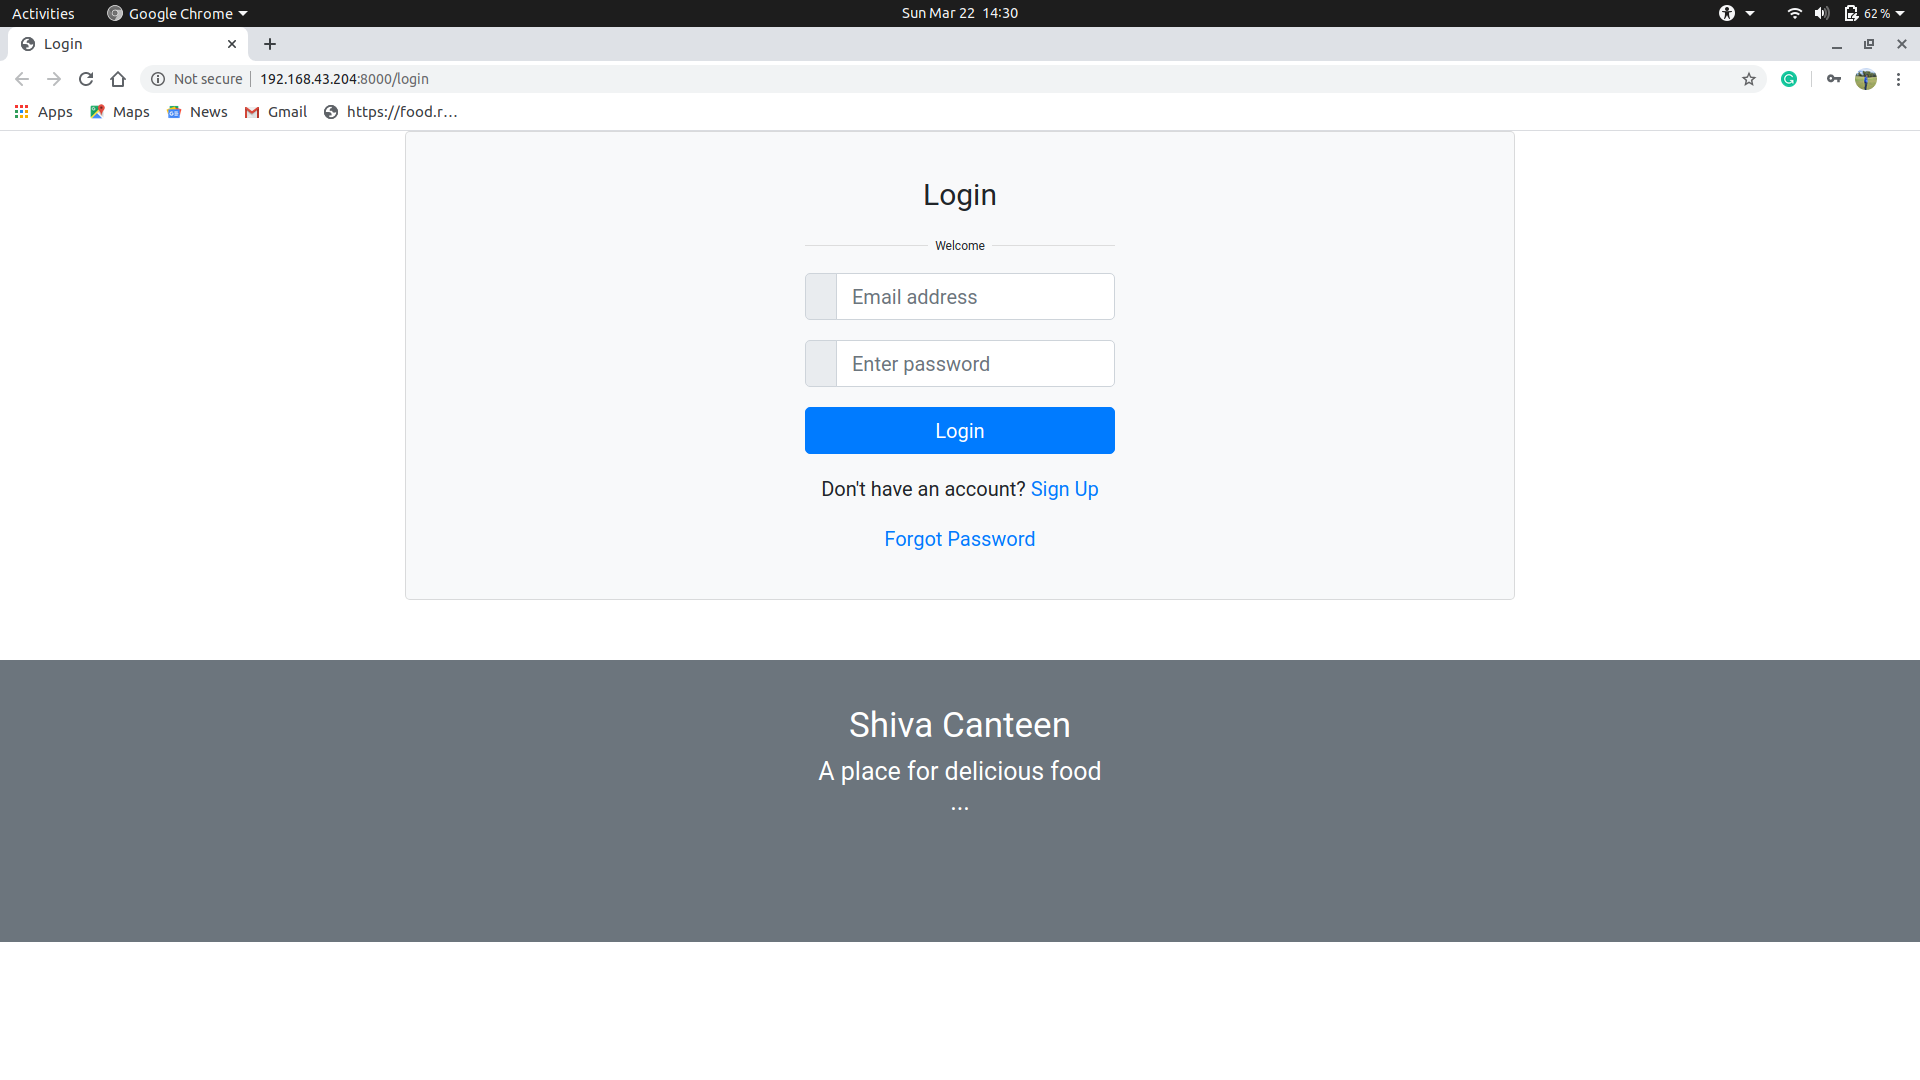 Activities Google Chrome Sun Mar 22 14:30 62 %
Login
Not secure 192.168.43.204:8000/login
Apps Maps News Gmail https://food.r...
Login
Welcome
Email address
Enter password
Login
Don't have an account? Sign Up
Forgot Password
Shiva Canteen
A place for delicious food
...